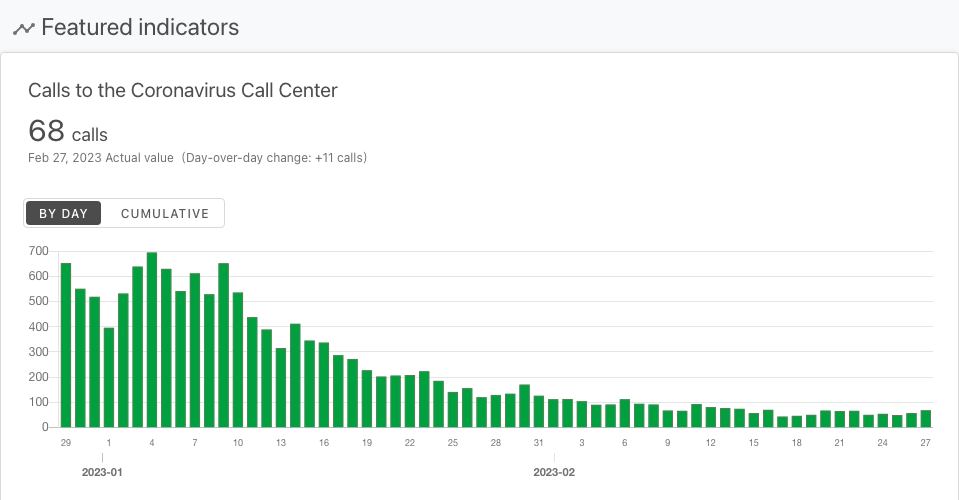 Featured indicators
Calls to the Coronavirus Call Center
68 calls
Feb 27, 2023 Actual value (Day-over-day change: +11 calls)
BY DAY CUMULATIVE
700
600
500
400
300
200
100
0
29 1 4 7 10 13 16 19 22 25 28 31 3 6 9 12 15 18 21 24 27
2023-01 2023-02